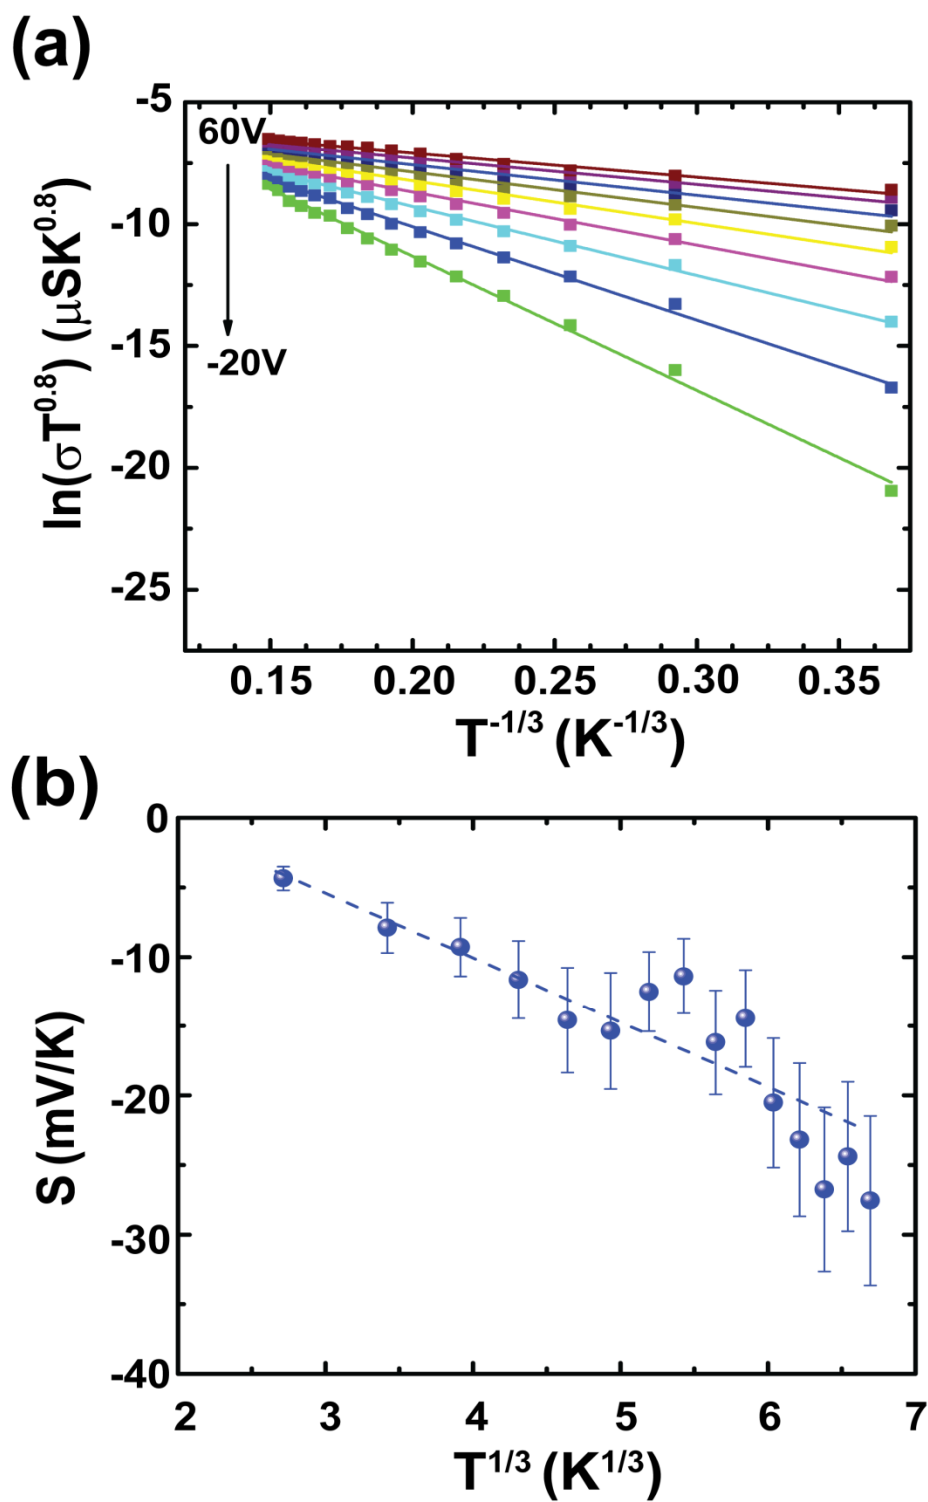 (a)
-5
60V
-10
-15
-20V
-20
-25
ln(σT^0.8) (μSK^0.8)
0.15 0.20 0.25 0.30 0.35
T^-1/3 (K^-1/3)
(b)
0
-10
-20
-30
-40
S (mV/K)
2 3 4 5 6 7
T^1/3 (K^1/3)